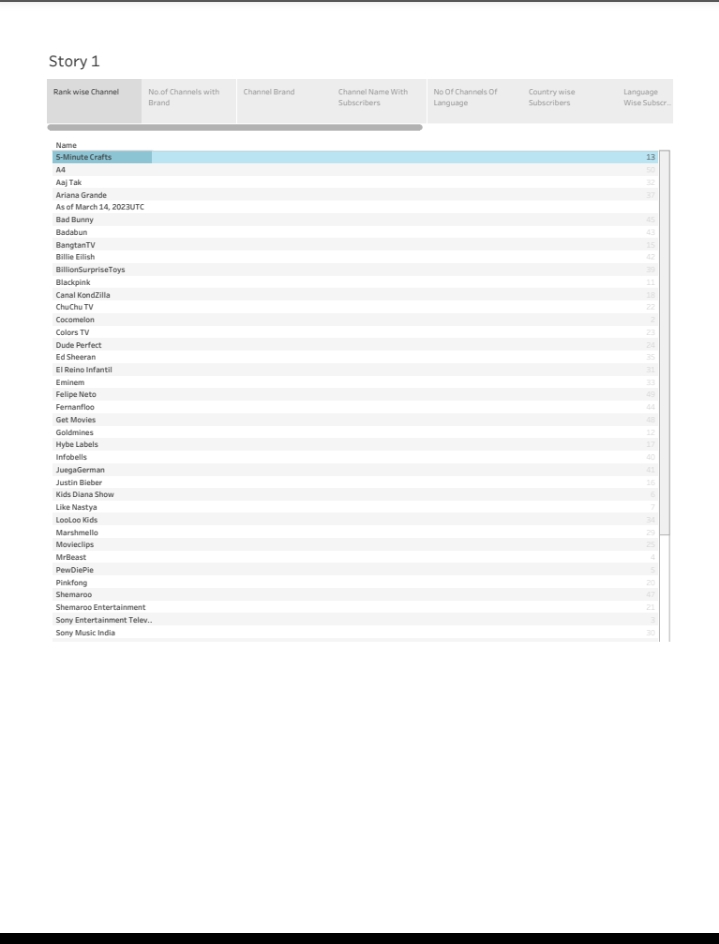 Story 1
Rank wise Channel
No.of Channels with
Brand
Channel Brand
Channel Name With
Subscribers
No Of Channels Of
Language
Country wise
Subscribers
Language
Wise Subscr..
Name
5-Minute Crafts 13
A4 50
Aaj Tak 32
Ariana Grande 37
As of March 14, 2023UTC
Bad Bunny 45
Badabun 43
BangtanTV 15
Billie Eilish 42
BillionSurpriseToys 39
Blackpink 11
Canal KondZilla 18
ChuChu TV 22
Cocomelon 2
Colors TV 23
Dude Perfect 24
Ed Sheeran 35
El Reino Infantil 31
Eminem 33
Felipe Neto 49
Fernanfloo 44
Get Movies 48
Goldmines 12
Hybe Labels 17
Infobells 40
JuegaGerman 41
Justin Bieber 16
Kids Diana Show 6
Like Nastya 7
LooLoo Kids 34
Marshmello 29
Movieclips 25
MrBeast 4
PewDiePie 5
Pinkfong 20
Shemaroo 47
Shemaroo Entertainment 21
Sony Entertainment Telev.. 3
Sony Music India 30